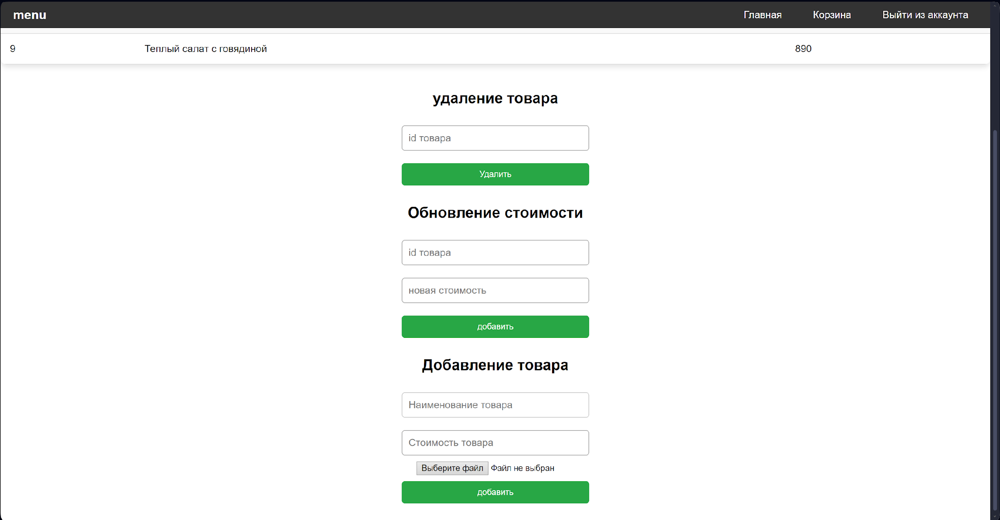 menu Главная Корзина Выйти из аккаунта
9 Теплый салат с говядиной 890
удаление товара
id товара
Удалить
Обновление стоимости
id товара
новая стоимость
добавить
Добавление товара
Наименование товара
Стоимость товара
Выберите файл Файл не выбран
добавить